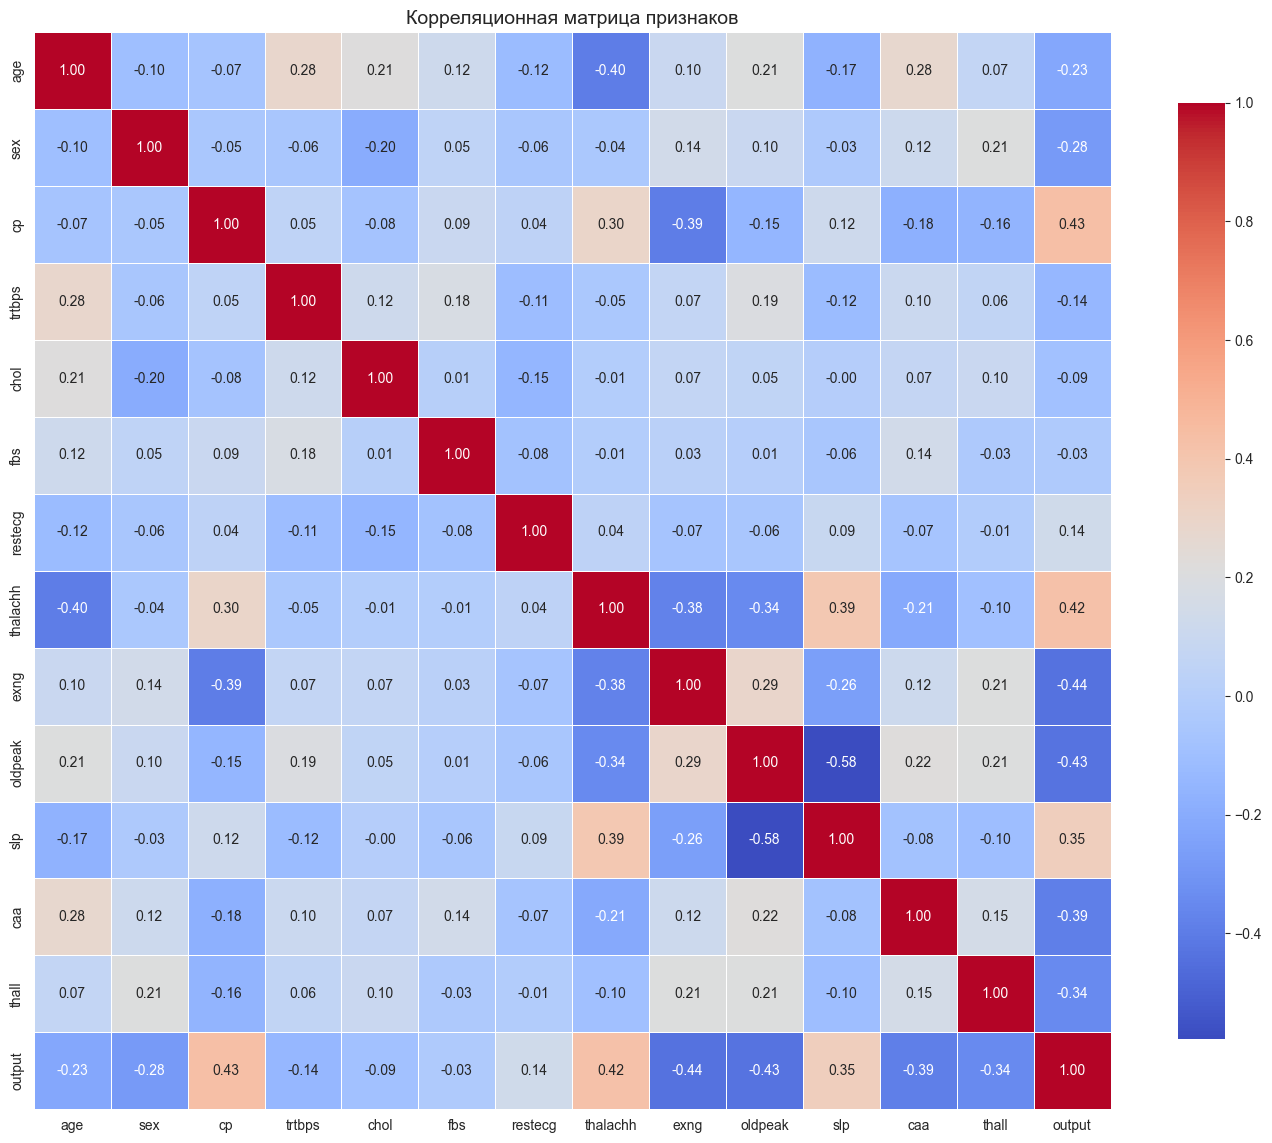 Корреляционная матрица признаков
age 1.00 -0.10 -0.07 0.28 0.21 0.12 -0.12 -0.40 0.10 0.21 -0.17 0.28 0.07 -0.23
sex -0.10 1.00 -0.05 -0.06 -0.20 0.05 -0.06 -0.04 0.14 0.10 -0.03 0.12 0.21 -0.28
cp -0.07 -0.05 1.00 0.05 -0.08 0.09 0.04 0.30 -0.39 -0.15 0.12 -0.18 -0.16 0.43
trtbps 0.28 -0.06 0.05 1.00 0.12 0.18 -0.11 -0.05 0.07 0.19 -0.12 0.10 0.06 -0.14
chol 0.21 -0.20 -0.08 0.12 1.00 0.01 -0.15 -0.01 0.07 0.05 -0.00 0.07 0.10 -0.09
fbs 0.12 0.05 0.09 0.18 0.01 1.00 -0.08 -0.01 0.03 0.01 -0.06 0.14 -0.03 -0.03
restecg -0.12 -0.06 0.04 -0.11 -0.15 -0.08 1.00 0.04 -0.07 -0.06 0.09 -0.07 -0.01 0.14
thalachh -0.40 -0.04 0.30 -0.05 -0.01 -0.01 0.04 1.00 -0.38 -0.34 0.39 -0.21 -0.10 0.42
exng 0.10 0.14 -0.39 0.07 0.07 0.03 -0.07 -0.38 1.00 0.29 -0.26 0.12 0.21 -0.44
oldpeak 0.21 0.10 -0.15 0.19 0.05 0.01 -0.06 -0.34 0.29 1.00 -0.58 0.22 0.21 -0.43
slp -0.17 -0.03 0.12 -0.12 -0.00 -0.06 0.09 0.39 -0.26 -0.58 1.00 -0.08 -0.10 0.35
caa 0.28 0.12 -0.18 0.10 0.07 0.14 -0.07 -0.21 0.12 0.22 -0.08 1.00 0.15 -0.39
thall 0.07 0.21 -0.16 0.06 0.10 -0.03 -0.01 -0.10 0.21 0.21 -0.10 0.15 1.00 -0.34
output -0.23 -0.28 0.43 -0.14 -0.09 -0.03 0.14 0.42 -0.44 -0.43 0.35 -0.39 -0.34 1.00
age sex cp trtbps chol fbs restecg thalachh exng oldpeak slp caa thall output
1.0
0.8
0.6
0.4
0.2
0.0
−0.2
−0.4